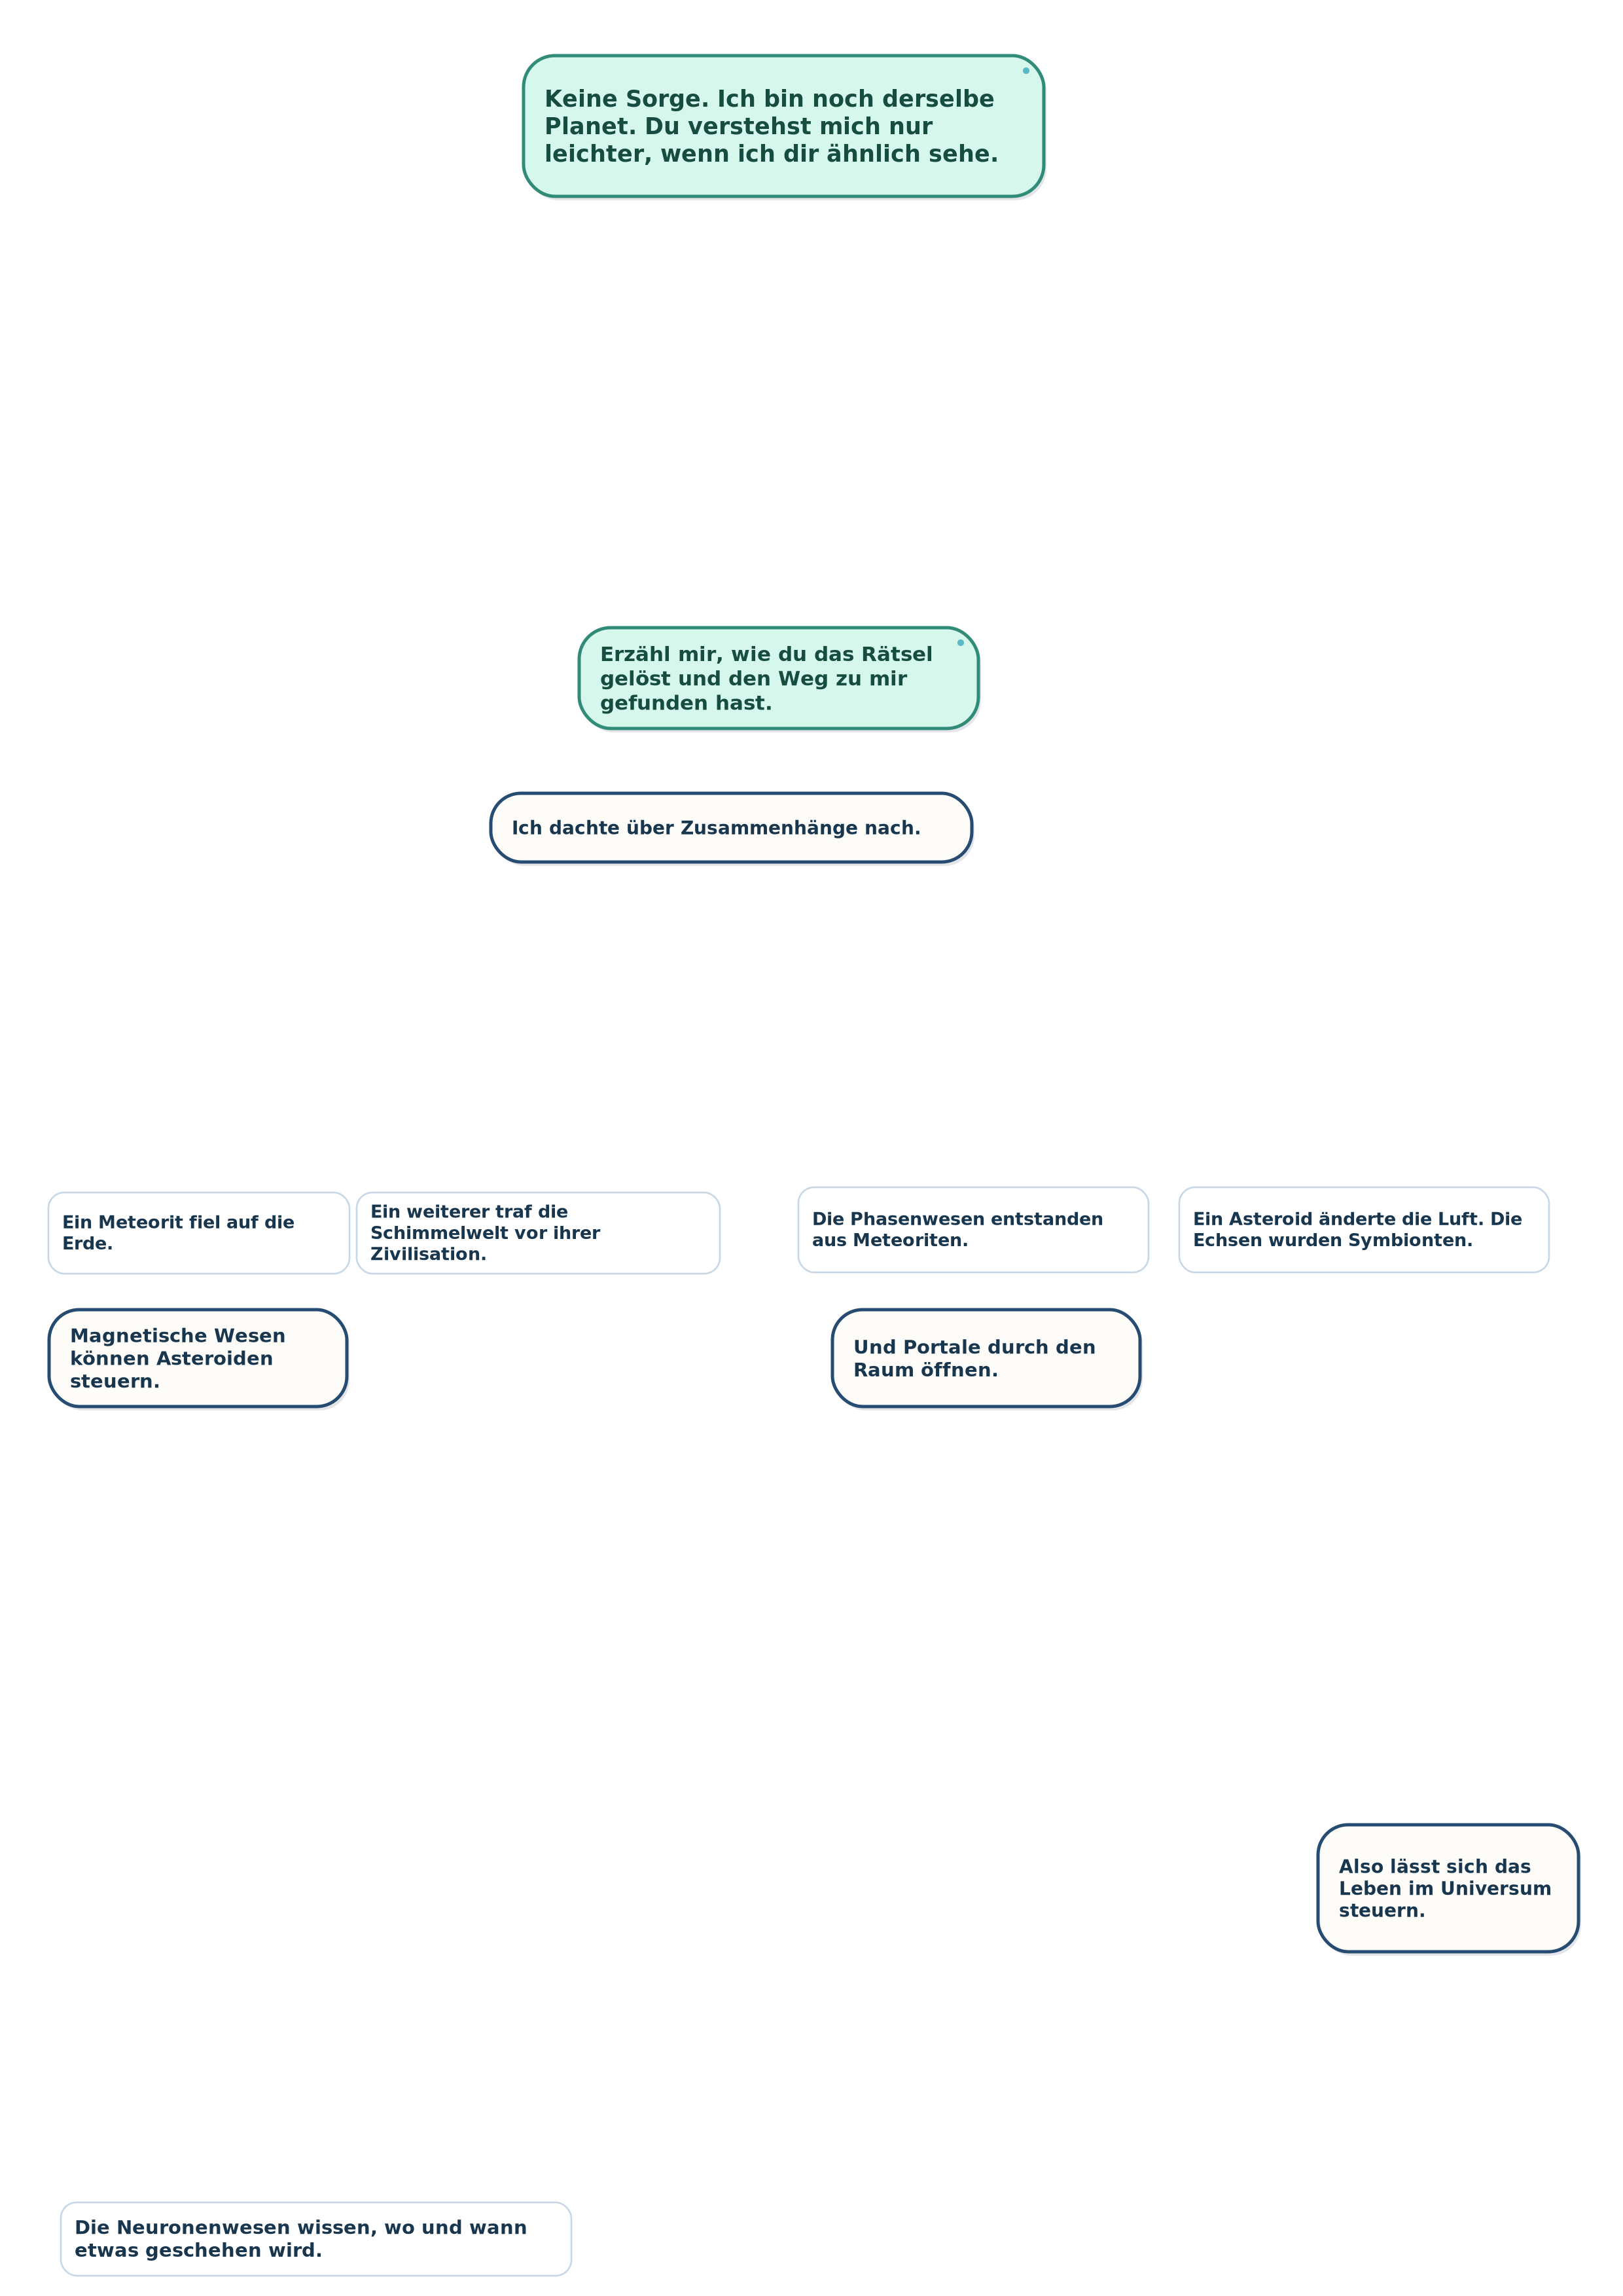 Keine Sorge. Ich bin noch derselbe
Planet. Du verstehst mich nur
leichter, wenn ich dir ähnlich sehe.
Erzähl mir, wie du das Rätsel
gelöst und den Weg zu mir
gefunden hast.
Ich dachte über Zusammenhänge nach.
Ein Meteorit fiel auf die
Erde.
Ein weiterer traf die
Schimmelwelt vor ihrer
Zivilisation.
Die Phasenwesen entstanden
aus Meteoriten.
Ein Asteroid änderte die Luft. Die
Echsen wurden Symbionten.
Magnetische Wesen
können Asteroiden
steuern.
Und Portale durch den
Raum öffnen.
Also lässt sich das
Leben im Universum
steuern.
Die Neuronenwesen wissen, wo und wann
etwas geschehen wird.